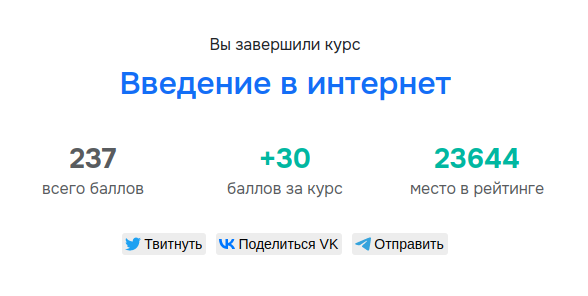 Вы завершили курс
Введение в интернет
237 +30 23644
всего баллов баллов за курс место в рейтинге
Твитнуть Поделиться VK Отправить